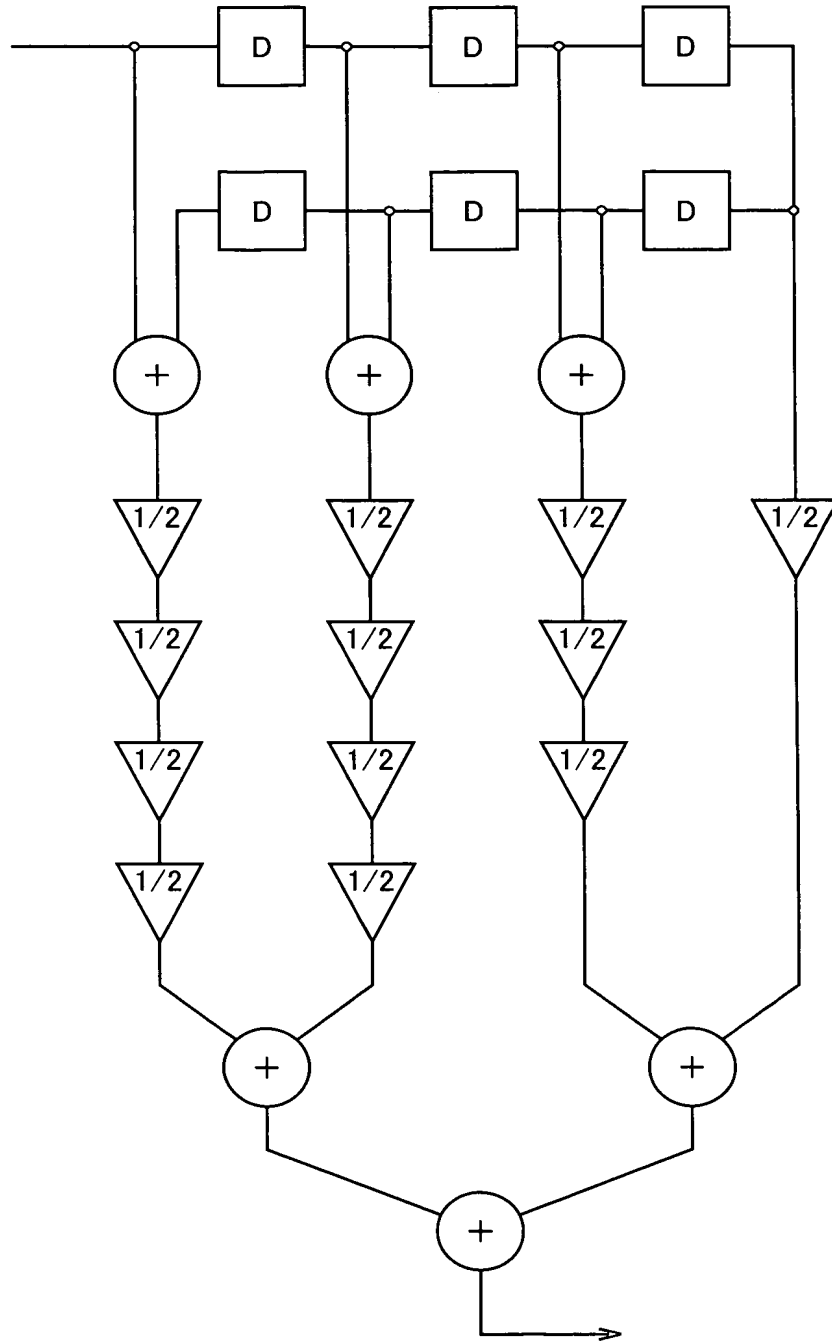 D D D
D D D
+ + +
1/2 1/2 1/2 1/2
1/2 1/2 1/2
1/2 1/2 1/2
1/2 1/2
+ +
+